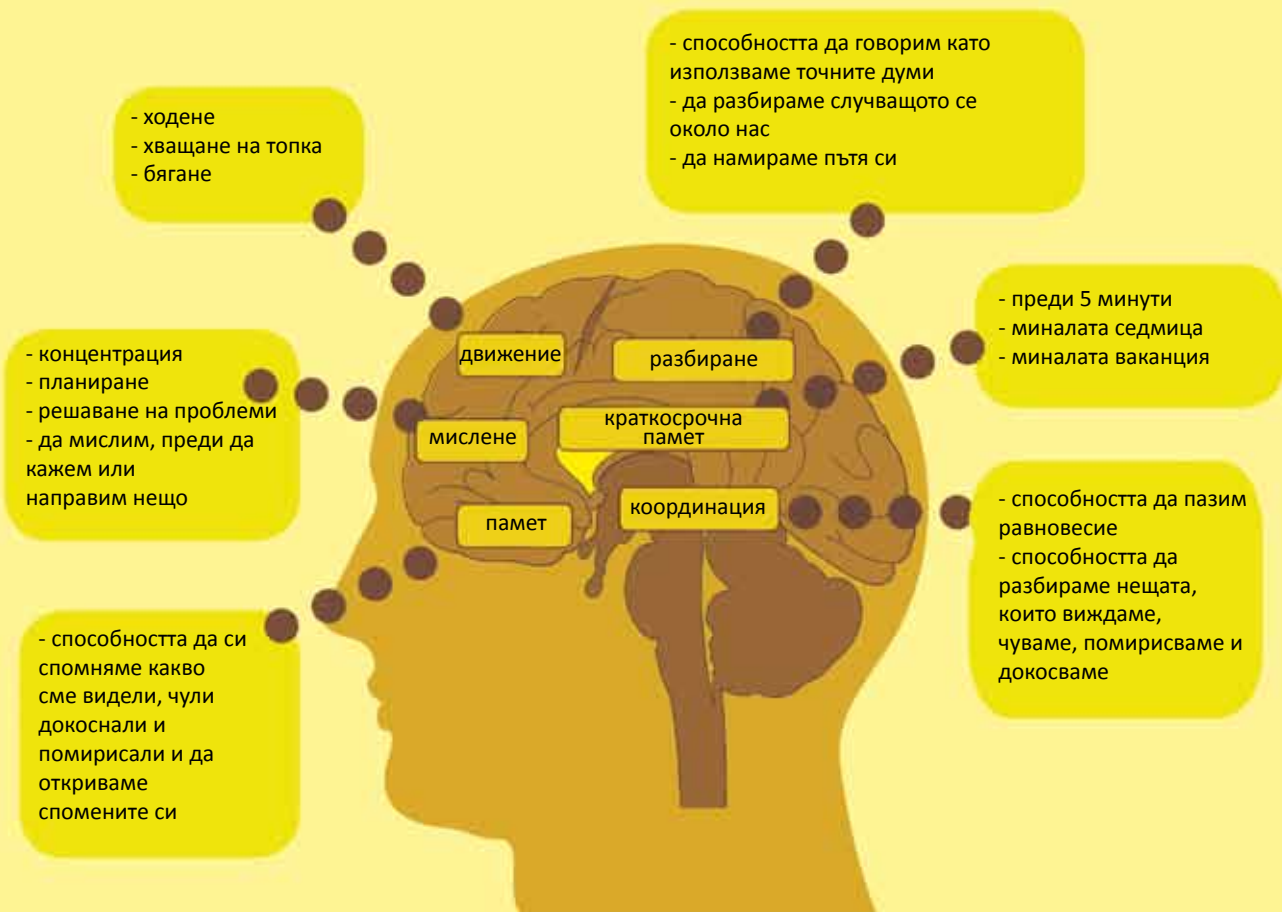 - способността да говорим като
използваме точните думи
- да разбираме случващото се
около нас
- да намираме пътя си
- ходене
- хващане на топка
- бягане
- преди 5 минути
- миналата седмица
- миналата ваканция
- концентрация
- планиране
- решаване на проблеми
- да мислим, преди да
кажем или
направим нещо
движение
разбиране
мислене
краткосрочна
памет
памет
координация
- способността да пазим
равновесие
- способността да
разбираме нещата,
които виждаме,
чуваме, помирисваме и
докосваме
- способността да си
спомняме какво
сме видели, чули
докоснали и
помирисали и да
откриваме
спомените си